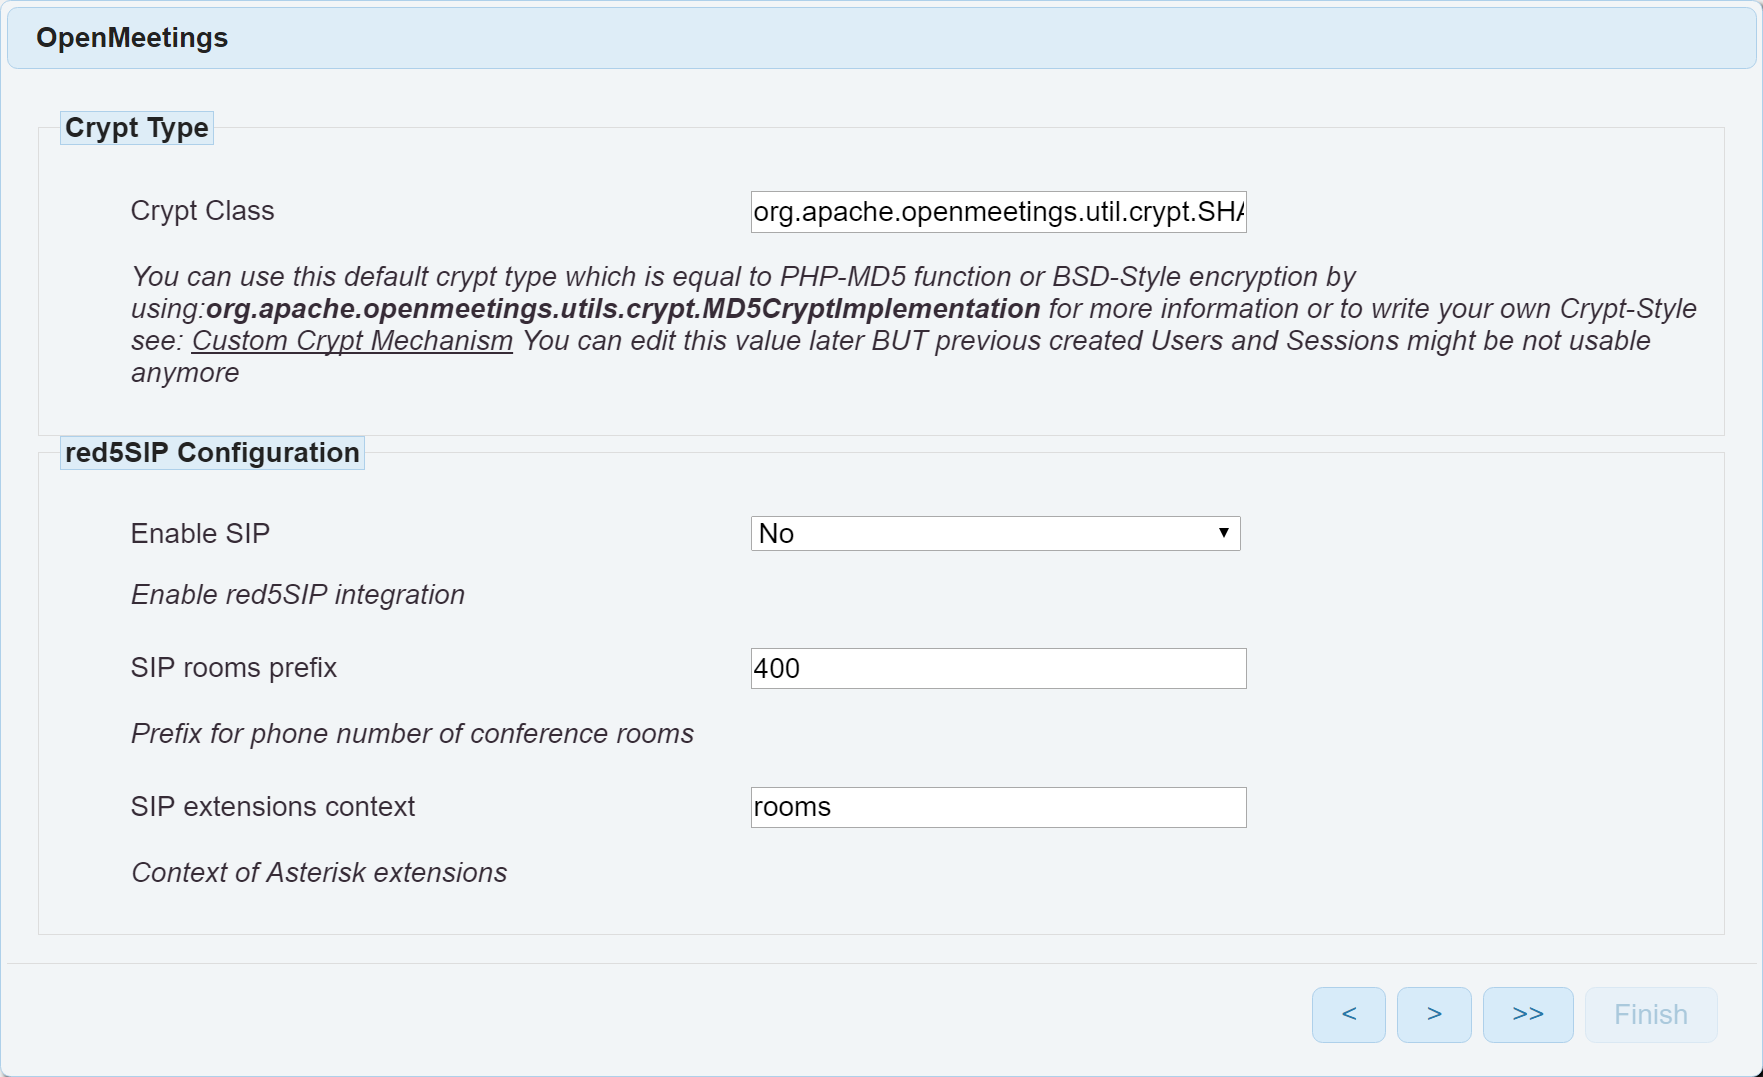 OpenMeetings
Crypt Type
Crypt Class
org.apache.openmeetings.util.crypt.SHA
You can use this default crypt type which is equal to PHP-MD5 function or BSD-Style encryption by
using:org.apache.openmeetings.utils.crypt.MD5CryptImplementation for more information or to write your own Crypt-Style
see: Custom Crypt Mechanism You can edit this value later BUT previous created Users and Sessions might be not usable
anymore
red5SIP Configuration
Enable SIP
No
Enable red5SIP integration
SIP rooms prefix
400
Prefix for phone number of conference rooms
SIP extensions context
rooms
Context of Asterisk extensions
< > >> Finish